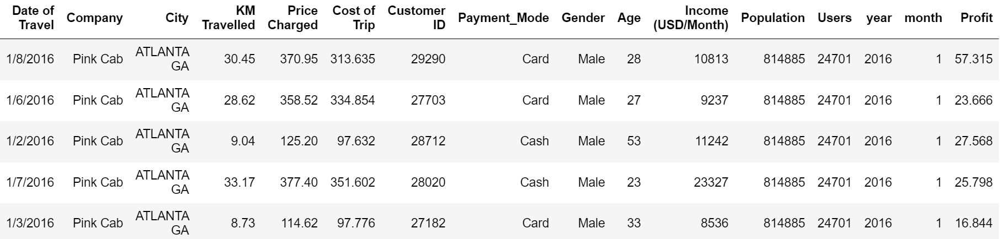 Date of Travel Company City KM Travelled Price Charged Cost of Trip Customer ID Payment_Mode Gender Age Income (USD/Month) Population Users year month Profit
1/8/2016 Pink Cab ATLANTA GA 30.45 370.95 313.635 29290 Card Male 28 10813 814885 24701 2016 1 57.315
1/6/2016 Pink Cab ATLANTA GA 28.62 358.52 334.854 27703 Card Male 27 9237 814885 24701 2016 1 23.666
1/2/2016 Pink Cab ATLANTA GA 9.04 125.20 97.632 28712 Cash Male 53 11242 814885 24701 2016 1 27.568
1/7/2016 Pink Cab ATLANTA GA 33.17 377.40 351.602 28020 Cash Male 23 23327 814885 24701 2016 1 25.798
1/3/2016 Pink Cab ATLANTA GA 8.73 114.62 97.776 27182 Card Male 33 8536 814885 24701 2016 1 16.844